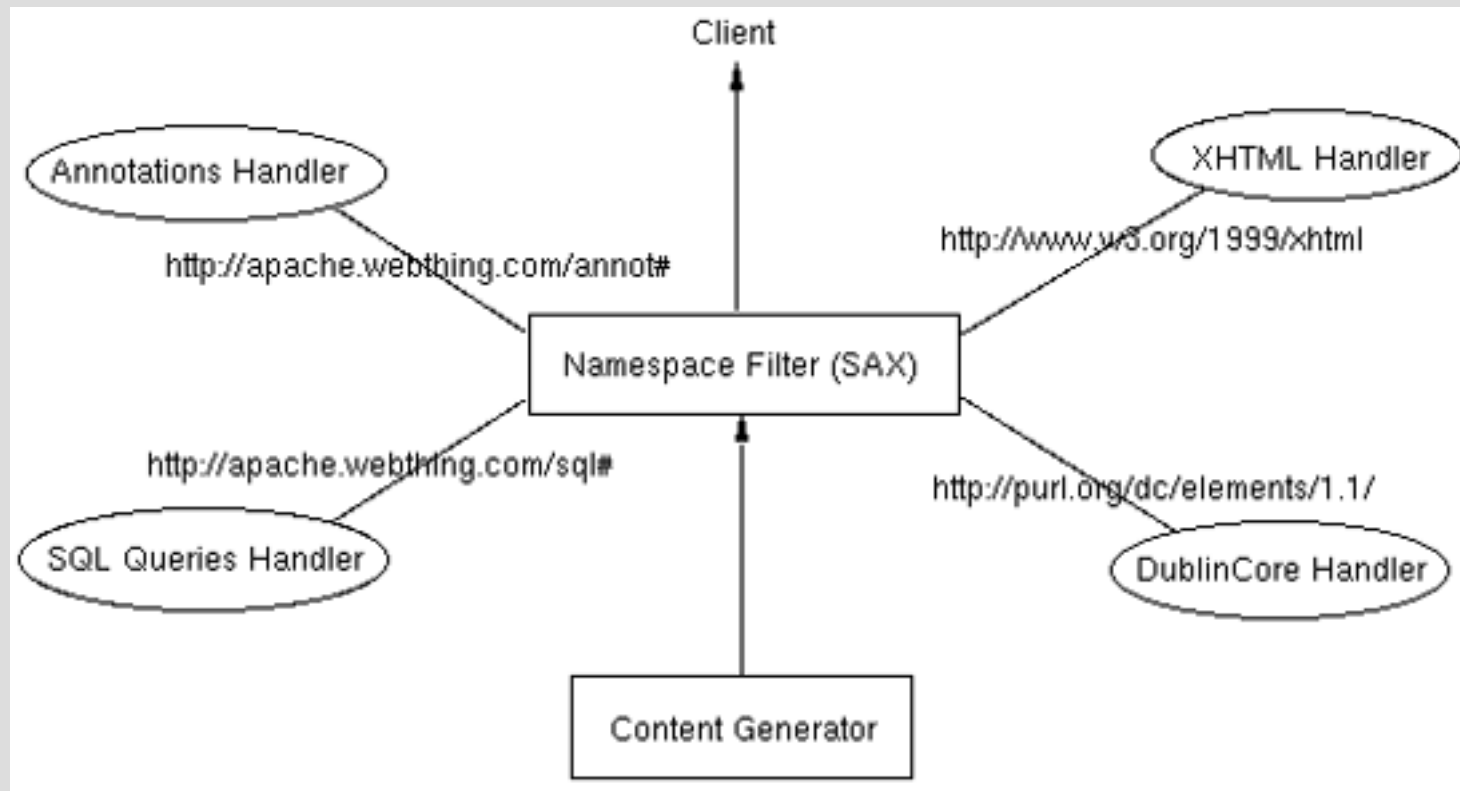 Client
Annotations Handler
XHTML Handler
http://www.w3.org/1999/xhtml
http://apache.webthing.com/annot#
Namespace Filter (SAX)
http://apache.webthing.com/sql#
http://purl.org/dc/elements/1.1/
SQL Queries Handler
DublinCore Handler
Content Generator